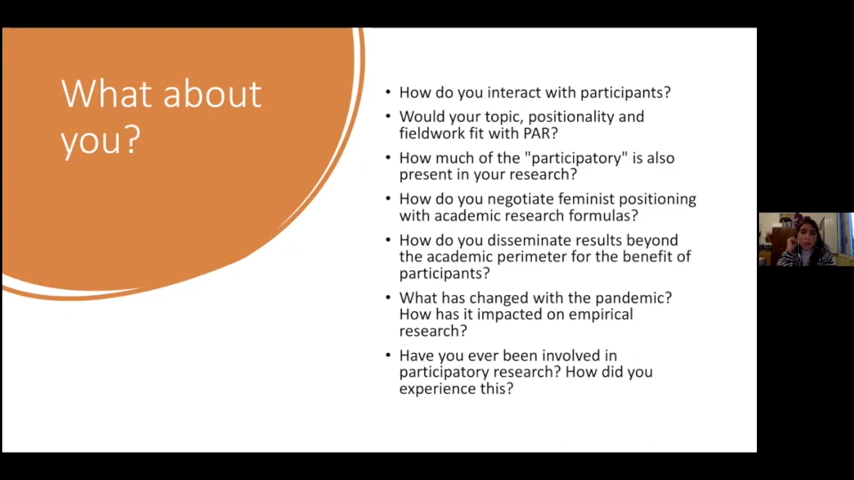 What about
you?
• How do you interact with participants?
• Would your topic, positionality and
fieldwork fit with PAR?
• How much of the "participatory" is also
present in your research?
• How do you negotiate feminist positioning
with academic research formulas?
• How do you disseminate results beyond
the academic perimeter for the benefit of
participants?
• What has changed with the pandemic?
How has it impacted on empirical
research?
• Have you ever been involved in
participatory research? How did you
experience this?